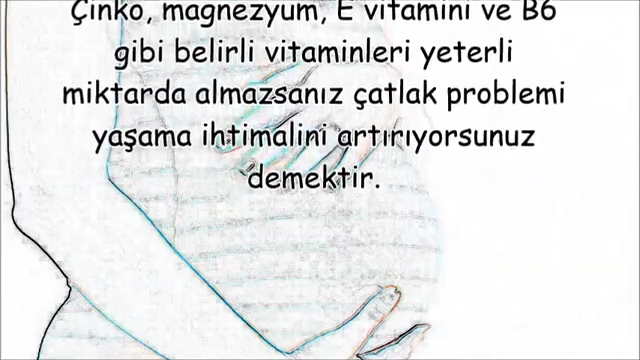 Çinko, magnezyum, E vitamini ve B6
gibi belirli vitaminleri yeterli
miktarda almazsanız çatlak problemi
yaşama ihtimalini artırıyorsunuz
demektir.